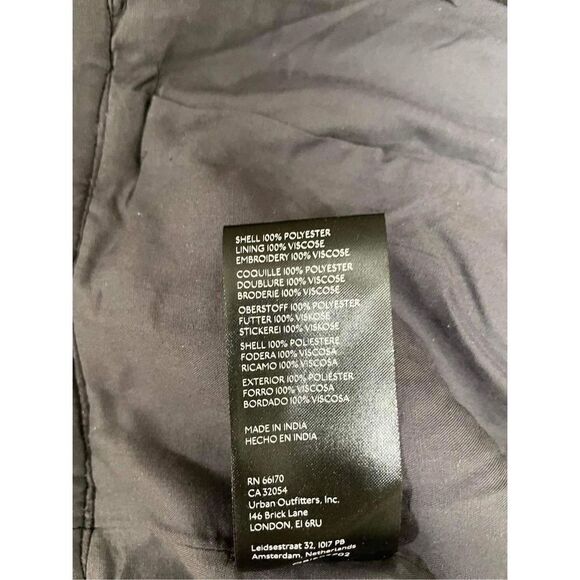 SHELL 100% POLYESTER
LINING 100% VISCOSE
EMBROIDERY 100% VISCOSE
COQUILLE 100% POLYESTER
DOUBLURE 100% VISCOSE
BRODERIE 100% VISCOSE
OBERSTOFF 100% POLYESTER
FUTTER 100% VISKOSE
STICKEREI 100% VISKOSE
SHELL 100% POLIESTERE
FODERA 100% VISCOSA
RICAMO 100% VISCOSA
EXTERIOR 100% POLIÉSTER
FORRO 100% VISCOSA
BORDADO 100% VISCOSA
MADE IN INDIA
HECHO EN INDIA
RN 66170
CA 32054
Urban Outfitters, Inc.
146 Brick Lane
LONDON, E1 6RU
Leidsestraat 32, 1017 PB
Amsterdam, Netherlands